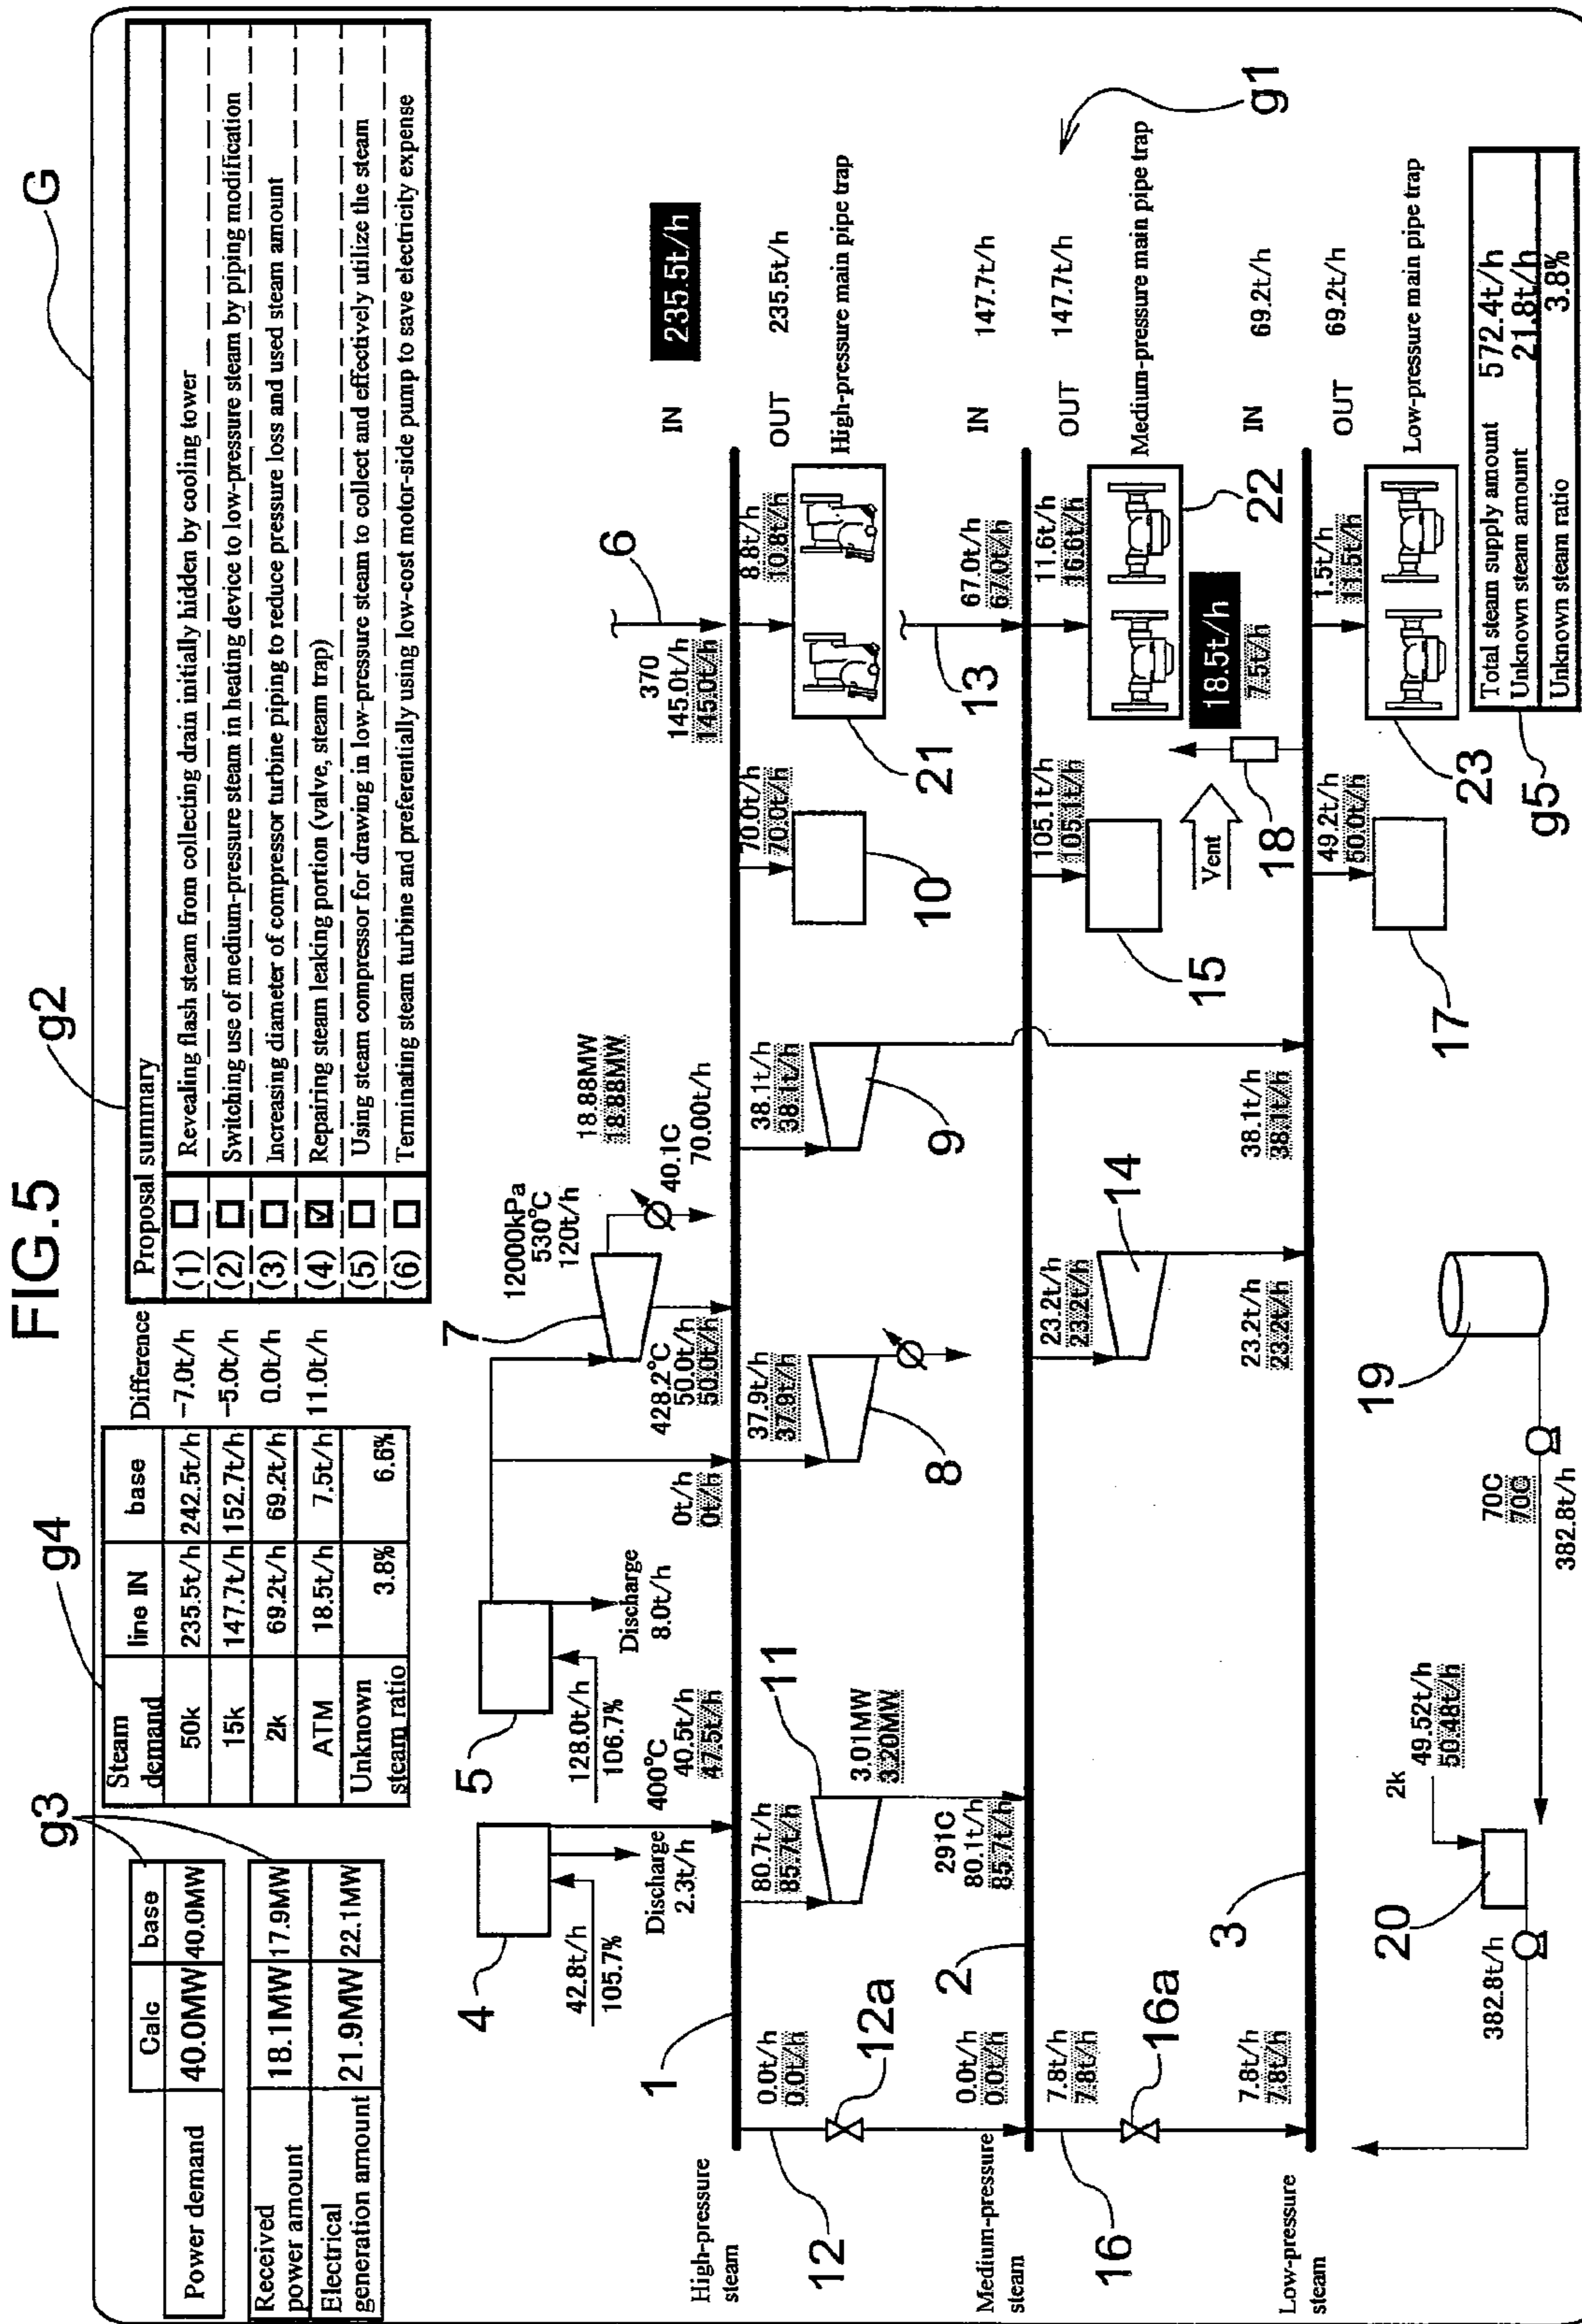 FIG.5
G
g2
g3
g4
Calc base
Power demand 40.0MW 40.0MW
Received
power amount 18.1MW 17.9MW
Electrical
generation amount 21.9MW 22.1MW
Steam
demand line IN base Difference
50k 235.5t/h 242.5t/h −7.0t/h
15k 147.7t/h 152.7t/h −5.0t/h
2k 69.2t/h 69.2t/h 0.0t/h
ATM 18.5t/h 7.5t/h 11.0t/h
Unknown
steam ratio 3.8% 6.6%
Proposal summary
(1) Revealing flash steam from collecting drain initially hidden by cooling tower
(2) Switching use of medium-pressure steam in heating device to low-pressure steam by piping modification
(3) Increasing diameter of compressor turbine piping to reduce pressure loss and used steam amount
(4) Repairing steam leaking portion (valve, steam trap)
(5) Using steam compressor for drawing in low-pressure steam to collect and effectively utilize the steam
(6) Terminating steam turbine and preferentially using low-cost motor-side pump to save electricity expense
4
42.8t/h
105.7%
Discharge
2.3t/h
400°C
40.5t/h
47.5t/h
5
128.0t/h
106.7%
Discharge
8.0t/h
0t/h
0t/h
7
428.2°C
50.0t/h
50.0t/h
12000kPa
530°C
120t/h
18.88MW
18.88MW
40.1C
70.00t/h
6
370
145.0t/h
145.0t/h
IN 235.5t/h
1
High-pressure
steam
OUT 235.5t/h
0.0t/h
0.0t/h
12
12a
80.7t/h
85.7t/h
11
3.01MW
3.20MW
37.9t/h
37.9t/h
8
38.1t/h
38.1t/h
9
70.0t/h
70.0t/h
10
8.8t/h
10.8t/h
High-pressure main pipe trap
21
13
67.0t/h
67.0t/h
IN 147.7t/h
0.0t/h
0.0t/h
291C
80.1t/h
85.7t/h
2
Medium-pressure
steam
OUT 147.7t/h
g1
7.8t/h
7.8t/h
16
16a
23.2t/h
23.2t/h
14
105.1t/h
105.1t/h
15
11.6t/h
16.6t/h
Medium-pressure main pipe trap
22
Vent
18
18.5t/h
7.5t/h
IN 69.2t/h
7.8t/h
7.8t/h
23.2t/h
23.2t/h
38.1t/h
38.1t/h
3
Low-pressure
steam
OUT 69.2t/h
49.2t/h
50.0t/h
17
1.5t/h
11.5t/h
Low-pressure main pipe trap
23
382.8t/h
20
2k
49.52t/h
50.48t/h
70C
70C
382.8t/h
19
g5
Total steam supply amount 572.4t/h
Unknown steam amount 21.8t/h
Unknown steam ratio 3.8%